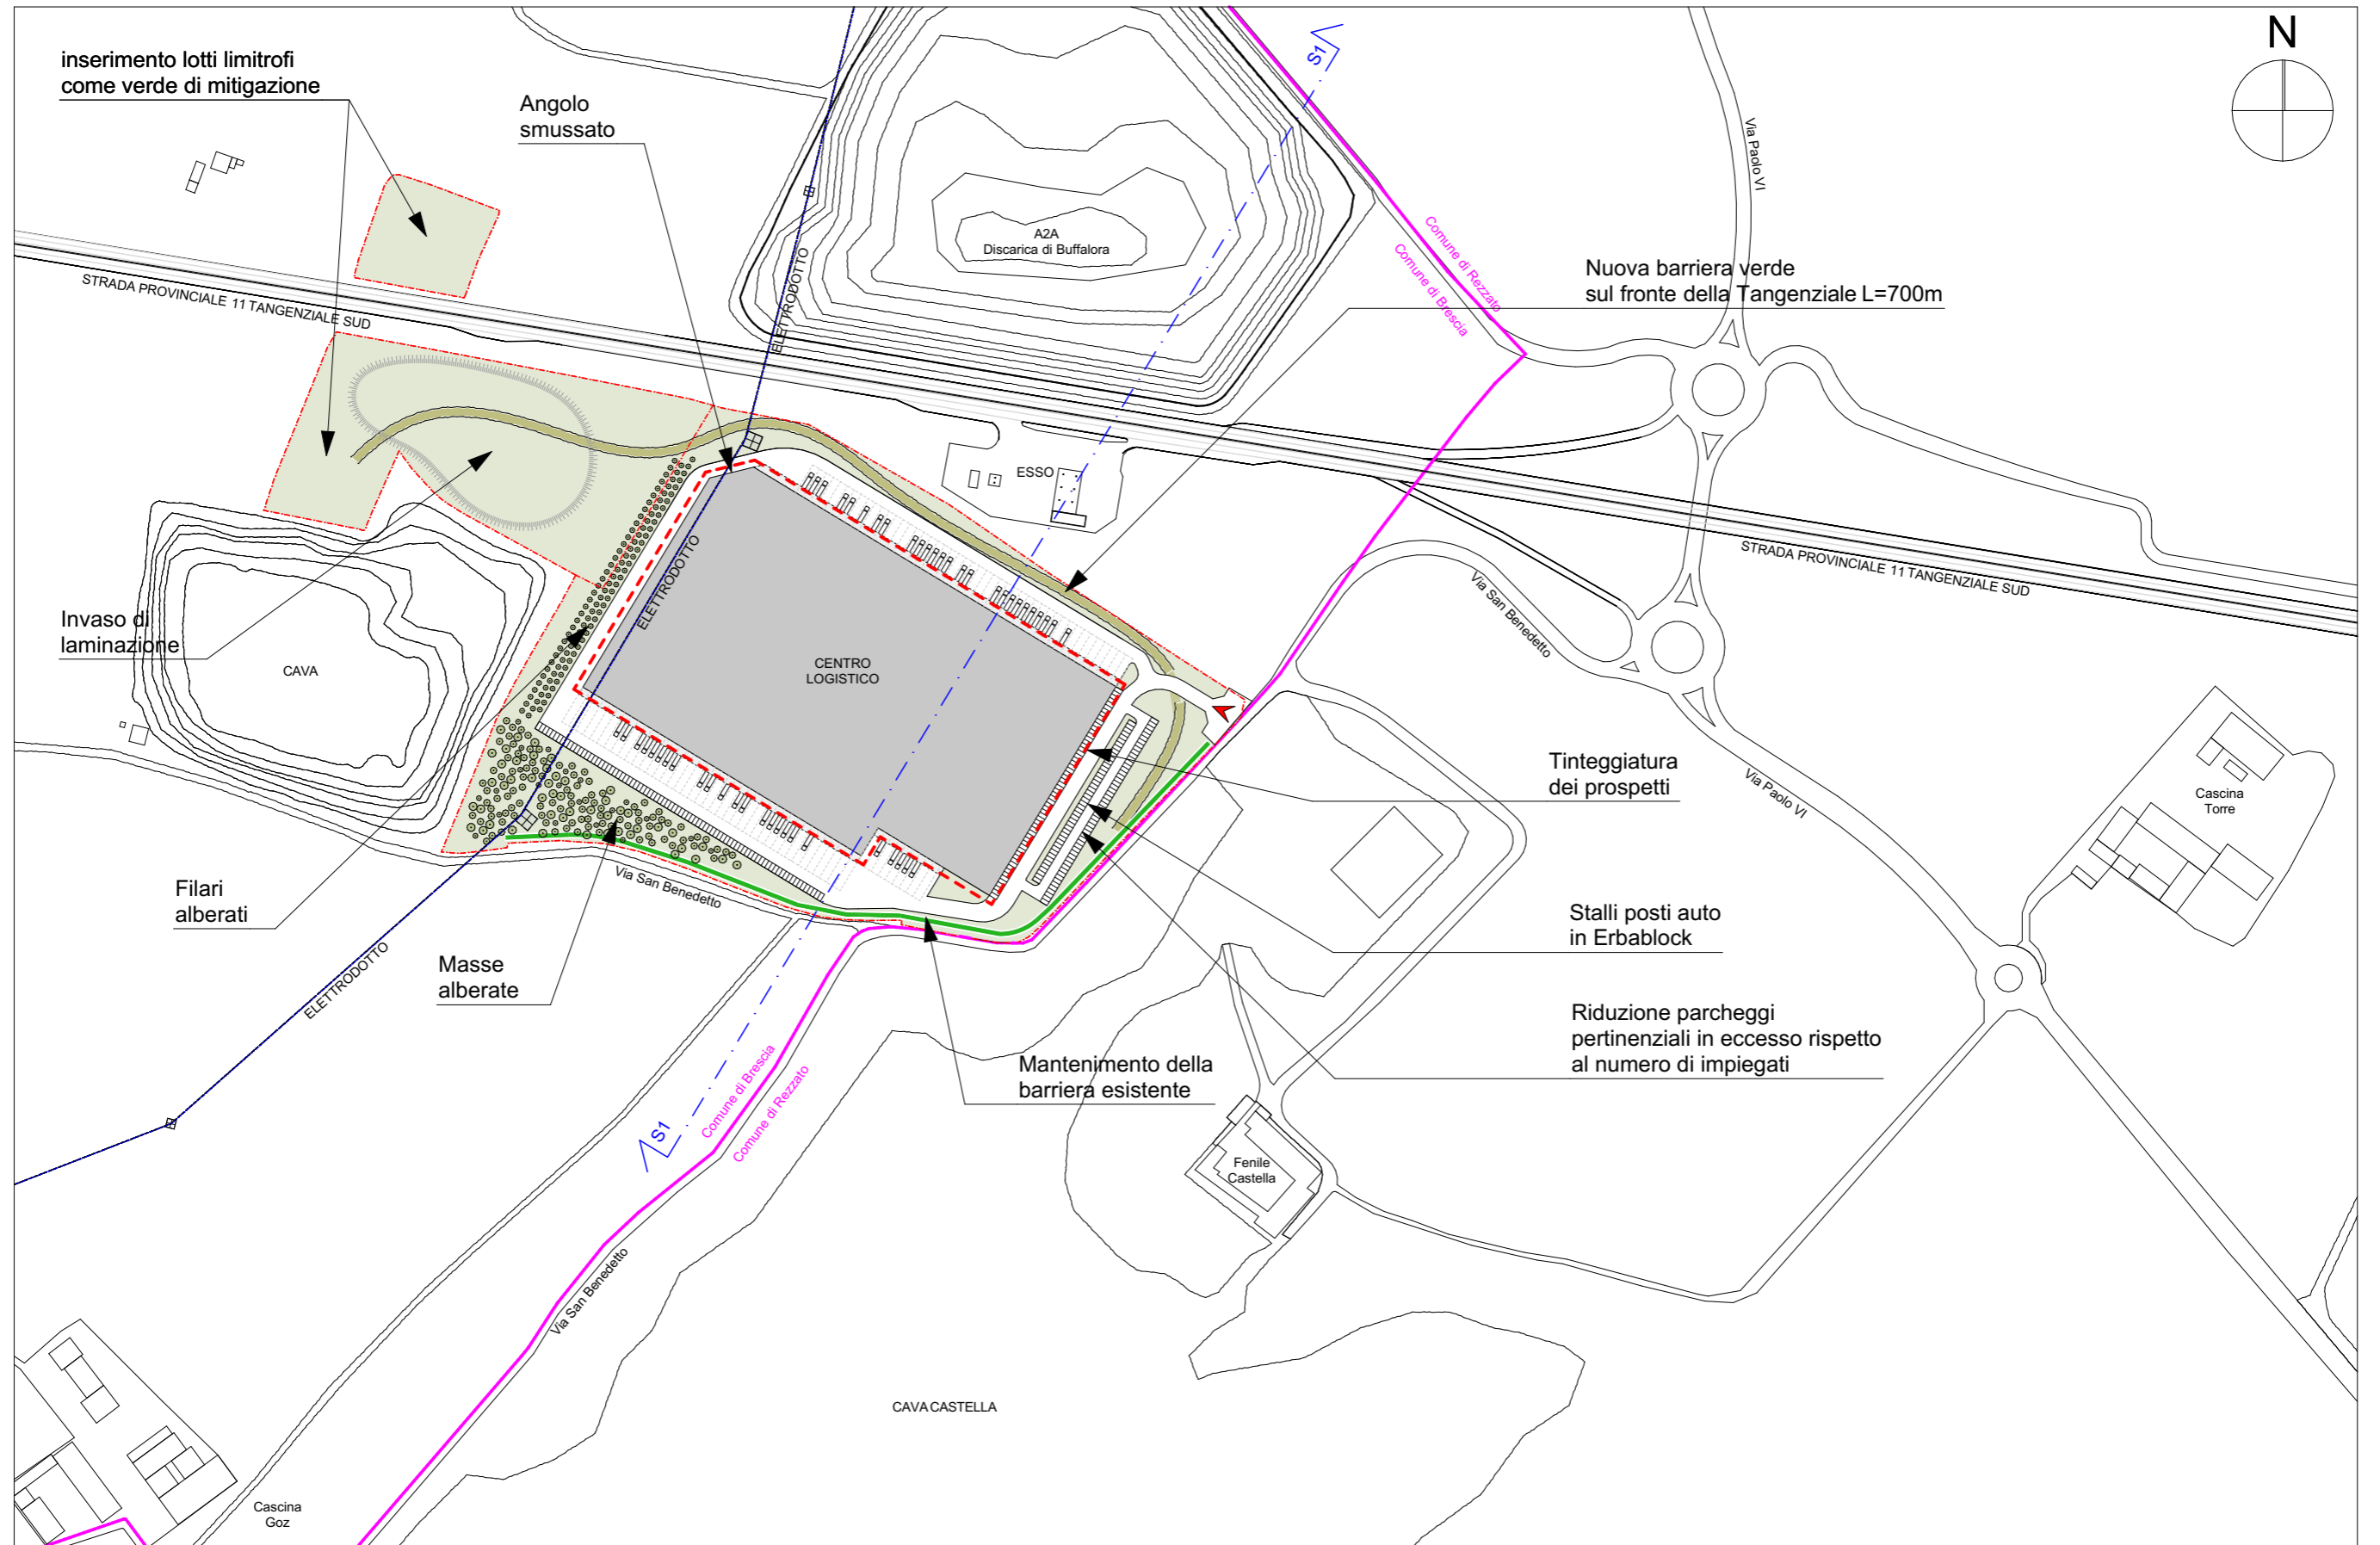 inserimento lotti limitrofi
come verde di mitigazione
Angolo
smussato
S1
N
Via Paolo VI
A2A
Discarica di Buffalora
Comune di Rezzato
Comune di Brescia
ELETTRODOTTO
Nuova barriera verde
sul fronte della Tangenziale L=700m
STRADA PROVINCIALE 11 TANGENZIALE SUD
ESSO
STRADA PROVINCIALE 11 TANGENZIALE SUD
Via San Benedetto
ELETTRODOTTO
Invaso di
laminazione
CAVA
CENTRO
LOGISTICO
Tinteggiatura
dei prospetti
Via Paolo VI
Cascina
Torre
Filari
alberati
Via San Benedetto
Stalli posti auto
in Erbablock
Masse
alberate
ELETTRODOTTO
Riduzione parcheggi
pertinenziali in eccesso rispetto
al numero di impiegati
Mantenimento della
barriera esistente
Comune di Brescia
Comune di Rezzato
S1
Fenile
Castella
Via San Benedetto
CAVA CASTELLA
Cascina
Goz